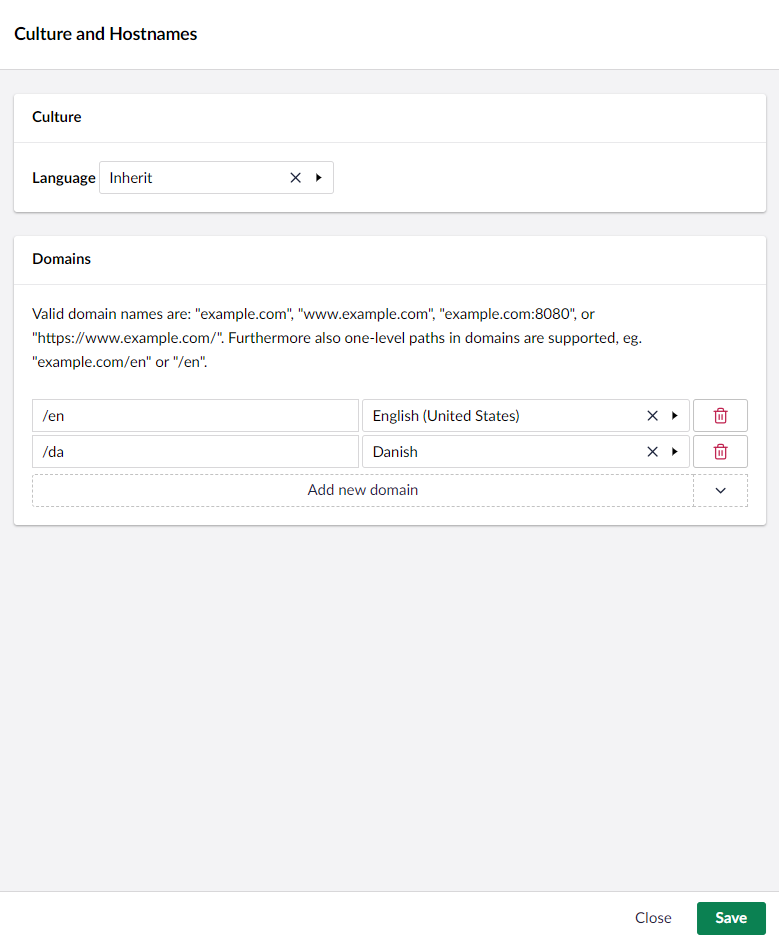 Culture and Hostnames
Culture
Language Inherit
Domains
Valid domain names are: "example.com", "www.example.com", "example.com:8080", or
"https://www.example.com/". Furthermore also one-level paths in domains are supported, eg.
"example.com/en" or "/en".
/en English (United States)
/da Danish
Add new domain
Close Save